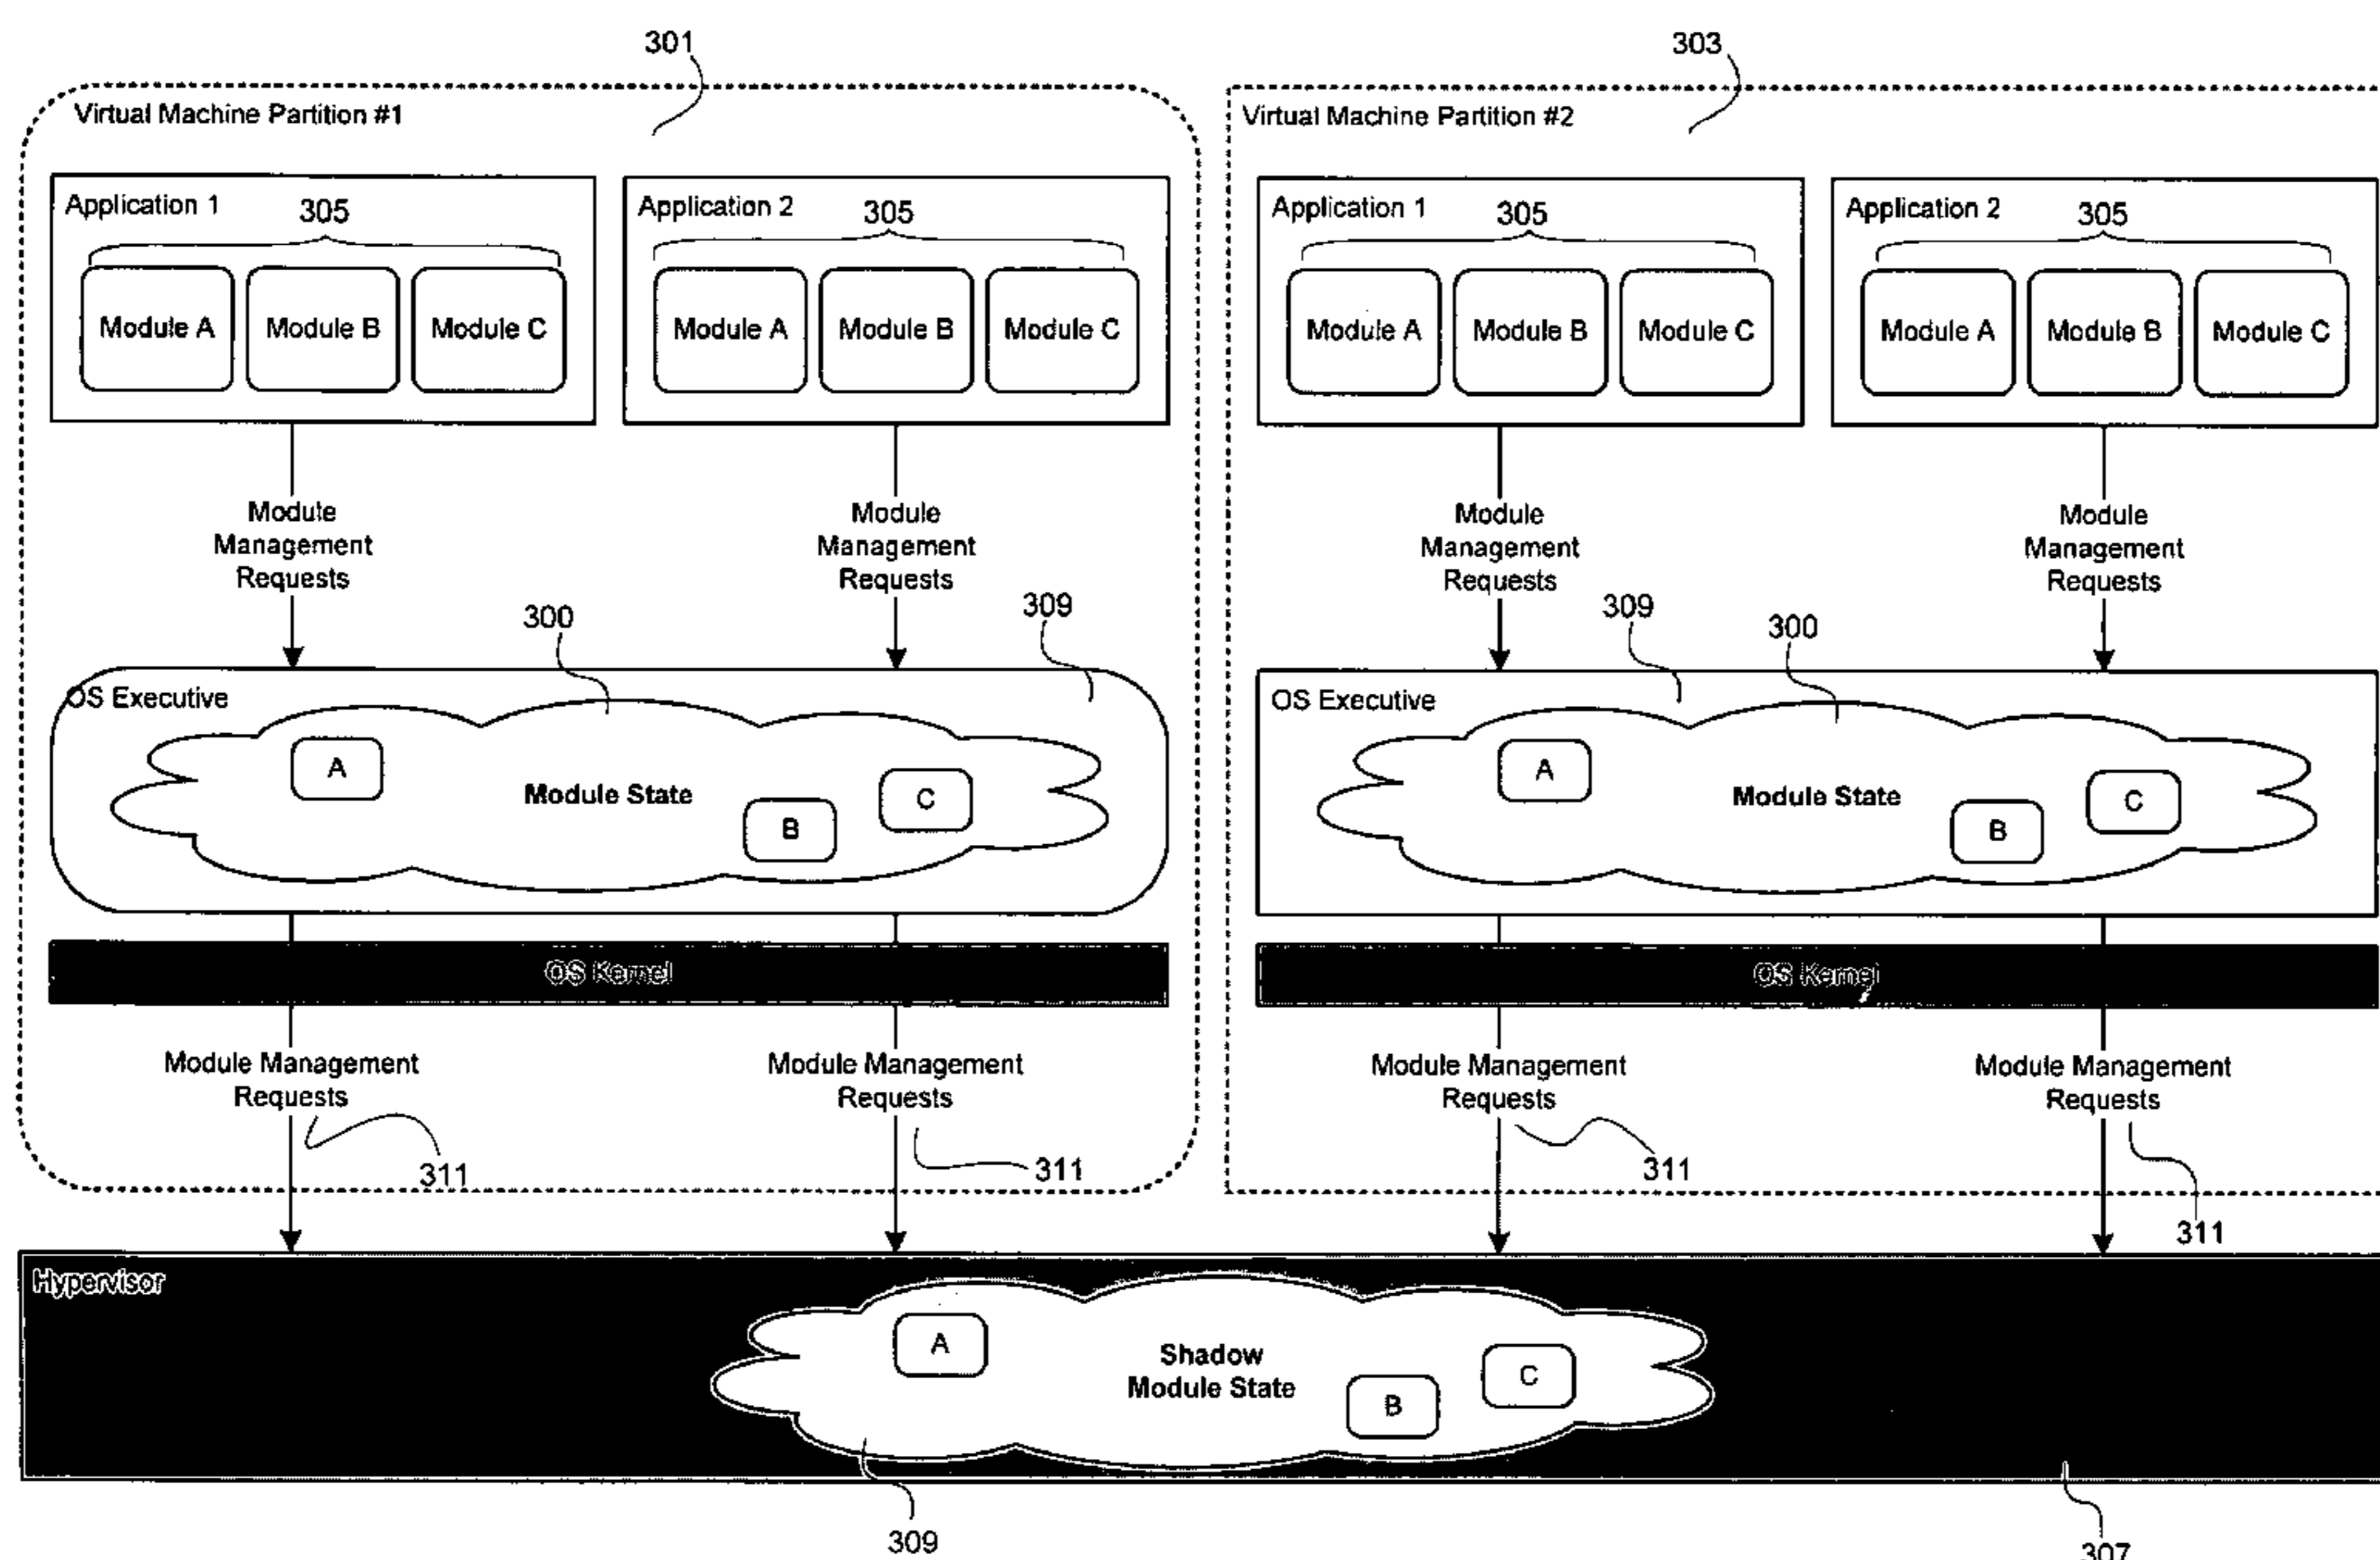 301
303
Virtual Machine Partition #1
Virtual Machine Partition #2
Application 1
305
Application 2
305
Application 1
305
Application 2
305
Module A
Module B
Module C
Module A
Module B
Module C
Module A
Module B
Module C
Module A
Module B
Module C
Module
Management
Requests
Module
Management
Requests
Module
Management
Requests
Module
Management
Requests
300
309
309
300
OS Executive
A
Module State
B
C
OS Executive
A
Module State
B
C
OS Kernel
OS Kernel
Module Management
Requests
Module Management
Requests
Module Management
Requests
Module Management
Requests
311
311
311
311
Hypervisor
A
Shadow
Module State
B
C
309
307